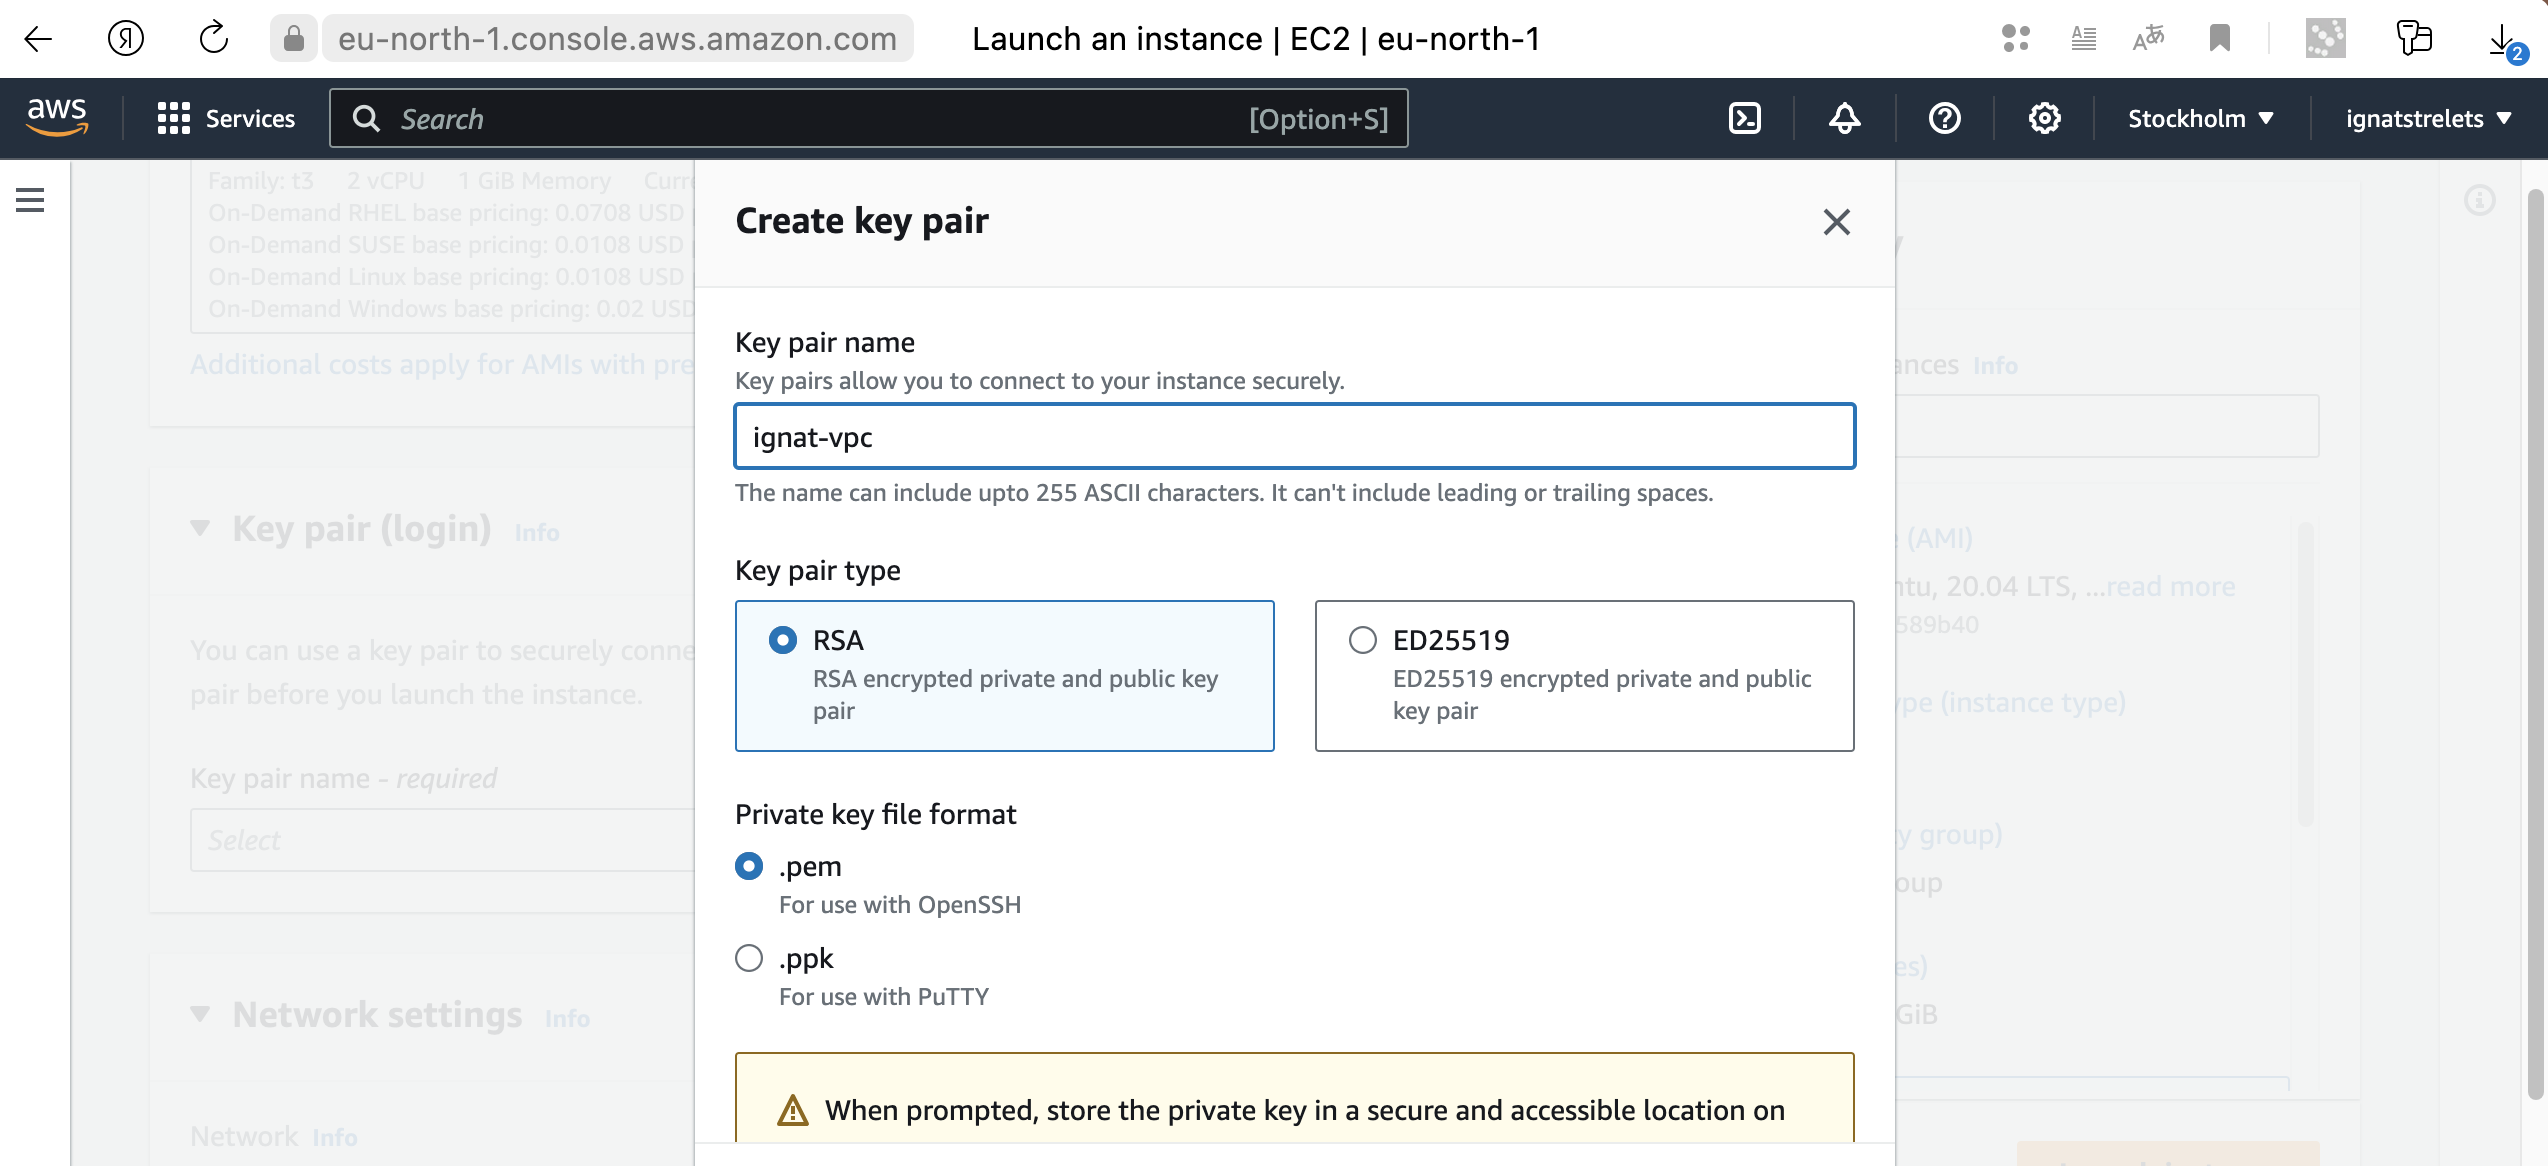 eu-north-1.console.aws.amazon.com
Launch an instance | EC2 | eu-north-1
2
aws
Services
Search
[Option+S]
Stockholm
ignatstrelets
Family: t3 2 vCPU 1 GiB Memory
On-Demand RHEL base pricing: 0.0708 USD
On-Demand SUSE base pricing: 0.0108 USD
On-Demand Linux base pricing: 0.0108 USD
On-Demand Windows base pricing: 0.02 USD
Additional costs apply for AMIs with pre
Key pair (login) Info
You can use a key pair to securely conne
pair before you launch the instance.
Key pair name - required
Select
Network settings Info
Network Info
Create key pair
Key pair name
Key pairs allow you to connect to your instance securely.
ignat-vpc
The name can include upto 255 ASCII characters. It can't include leading or trailing spaces.
Key pair type
RSA
RSA encrypted private and public key
pair
ED25519
ED25519 encrypted private and public
key pair
Private key file format
.pem
For use with OpenSSH
.ppk
For use with PuTTY
When prompted, store the private key in a secure and accessible location on
ances Info
(AMI)
ntu, 20.04 LTS, ...read more
589b40
ype (instance type)
y group)
oup
es)
GiB